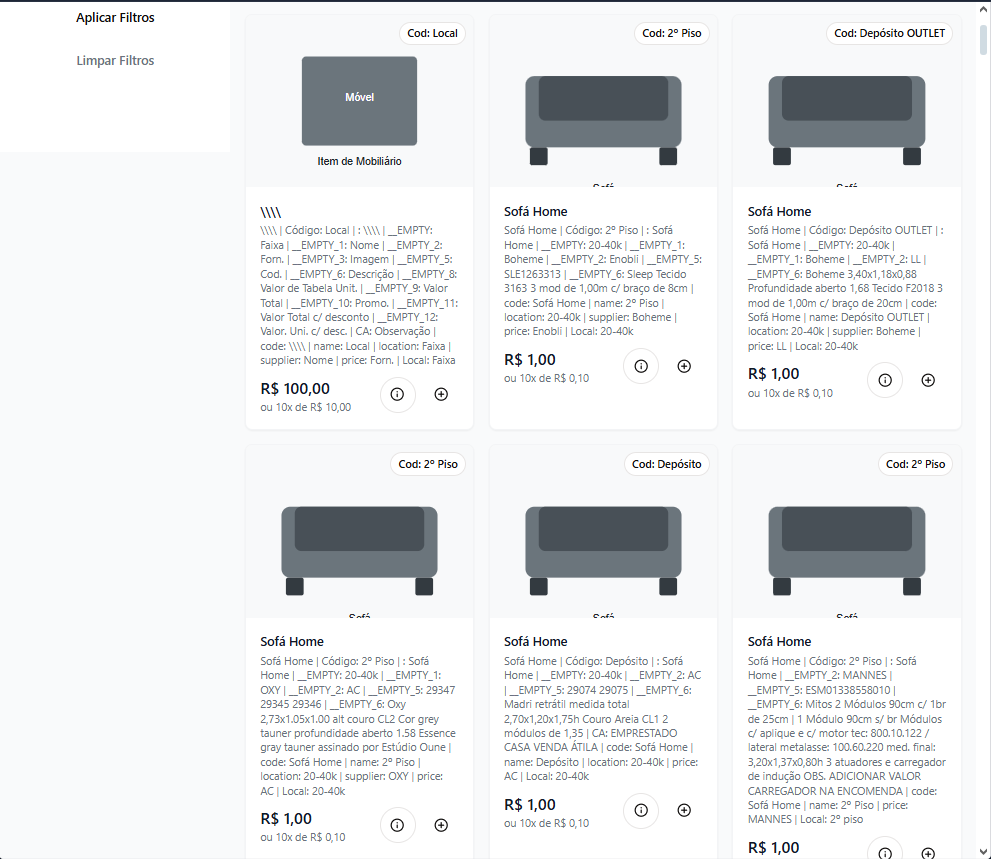 Aplicar Filtros
Limpar Filtros
Cod: Local
Móvel
Item de Mobiliário
\\\\
\\\\ | Código: Local | : \\\\ | __EMPTY:
Faixa | __EMPTY_1: Nome | __EMPTY_2:
Forn. | __EMPTY_3: Imagem | __EMPTY_5:
Cod. | __EMPTY_6: Descrição | __EMPTY_8:
Valor de Tabela Unit. | __EMPTY_9: Valor
Total | __EMPTY_10: Promo. | __EMPTY_11:
Valor Total c/ desconto | __EMPTY_12:
Valor. Uni. c/ desc. | CA: Observação |
code: \\\\ | name: Local | location: Faixa |
supplier: Nome | price: Forn. | Local: Faixa
R$ 100,00
ou 10x de R$ 10,00
Cod: 2º Piso
Sofá
Sofá Home
Sofá Home | Código: 2º Piso | : Sofá
Home | __EMPTY: 20-40k | __EMPTY_1:
Boheme | __EMPTY_2: Enobli | __EMPTY_5:
SLE1263313 | __EMPTY_6: Sleep Tecido
3163 3 mod de 1,00m c/ braço de 8cm |
code: Sofá Home | name: 2º Piso |
location: 20-40k | supplier: Boheme |
price: Enobli | Local: 20-40k
R$ 1,00
ou 10x de R$ 0,10
Cod: Depósito OUTLET
Sofá
Sofá Home
Sofá Home | Código: Depósito OUTLET | :
Sofá Home | __EMPTY: 20-40k |
__EMPTY_1: Boheme | __EMPTY_2: LL |
__EMPTY_6: Boheme 3,40x1,18x0,88
Profundidade aberto 1,68 Tecido F2018 3
mod de 1,00m c/ braço de 20cm | code:
Sofá Home | name: Depósito OUTLET |
location: 20-40k | supplier: Boheme |
price: LL | Local: 20-40k
R$ 1,00
ou 10x de R$ 0,10
Cod: 2º Piso
Sofá
Sofá Home
Sofá Home | Código: 2º Piso | : Sofá
Home | __EMPTY: 20-40k | __EMPTY_1:
OXY | __EMPTY_2: AC | __EMPTY_5: 29347
29345 29346 | __EMPTY_6: Oxy
2,73x1.05x1.00 alt couro CL2 Cor grey
tauner profundidade aberto 1.58 Essence
gray tauner assinado por Estúdio Oune |
code: Sofá Home | name: 2º Piso |
location: 20-40k | supplier: OXY | price:
AC | Local: 20-40k
R$ 1,00
ou 10x de R$ 0,10
Cod: Depósito
Sofá
Sofá Home
Sofá Home | Código: Depósito | : Sofá
Home | __EMPTY: 20-40k | __EMPTY_2: AC
| __EMPTY_5: 29074 29075 | __EMPTY_6:
Madri retrátil medida total
2,70x1,20x1,75h Couro Areia CL1 2
módulos de 1,35 | CA: EMPRESTADO
CASA VENDA ÁTILA | code: Sofá Home |
name: Depósito | location: 20-40k | price:
AC | Local: 20-40k
R$ 1,00
ou 10x de R$ 0,10
Cod: 2º Piso
Sofá
Sofá Home
Sofá Home | Código: 2º Piso | : Sofá
Home | __EMPTY_2: MANNES |
__EMPTY_5: ESM01338558010 |
__EMPTY_6: Mitos 2 Módulos 90cm c/ 1br
de 25cm | 1 Módulo 90cm s/ br Módulos
c/ aplique e c/ motor tec: 800.10.122 /
lateral metalasse: 100.60.220 med. final:
3,20x1,37x0,80h 3 atuadores e carregador
de indução OBS. ADICIONAR VALOR
CARREGADOR NA ENCOMENDA | code:
Sofá Home | name: 2º Piso | price:
MANNES | Local: 2º piso
R$ 1,00